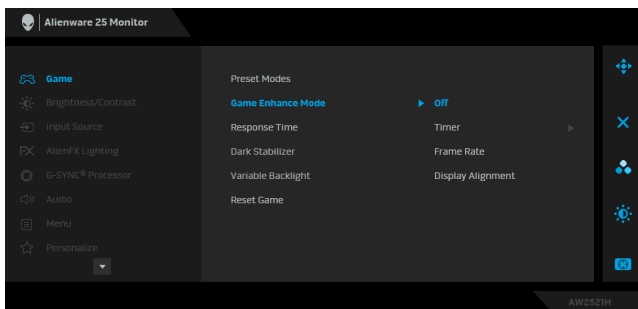 Alienware 25 Monitor
Game
Brightness/Contrast
Input Source
AlienFX Lighting
G-SYNC® Processor
Audio
Menu
Personalize
Preset Modes
Game Enhance Mode
Response Time
Dark Stabilizer
Variable Backlight
Reset Game
Off
Timer
Frame Rate
Display Alignment
AW2521H